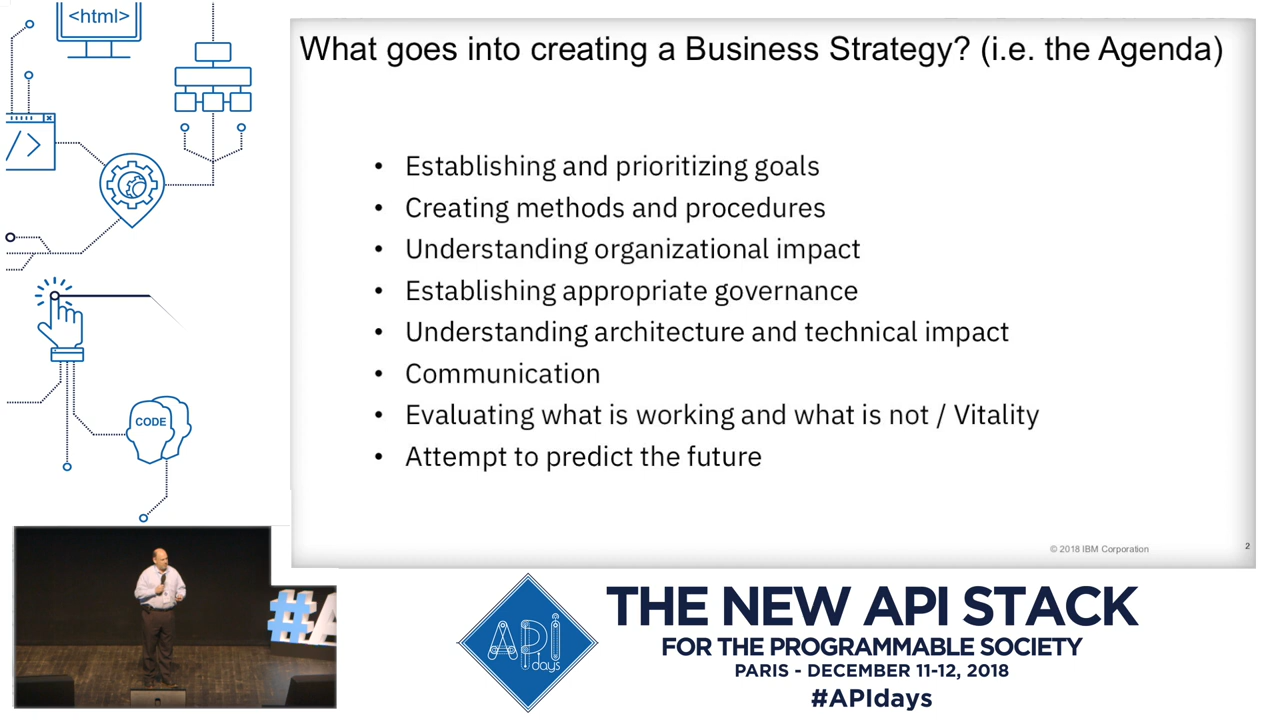 <html>
What goes into creating a Business Strategy? (i.e. the Agenda)
</>
• Establishing and prioritizing goals
• Creating methods and procedures
• Understanding organizational impact
• Establishing appropriate governance
• Understanding architecture and technical impact
• Communication
• Evaluating what is working and what is not / Vitality
• Attempt to predict the future
CODE
© 2018 IBM Corporation
2
#A
API
days
THE NEW API STACK
FOR THE PROGRAMMABLE SOCIETY
PARIS - DECEMBER 11-12, 2018
#APIdays